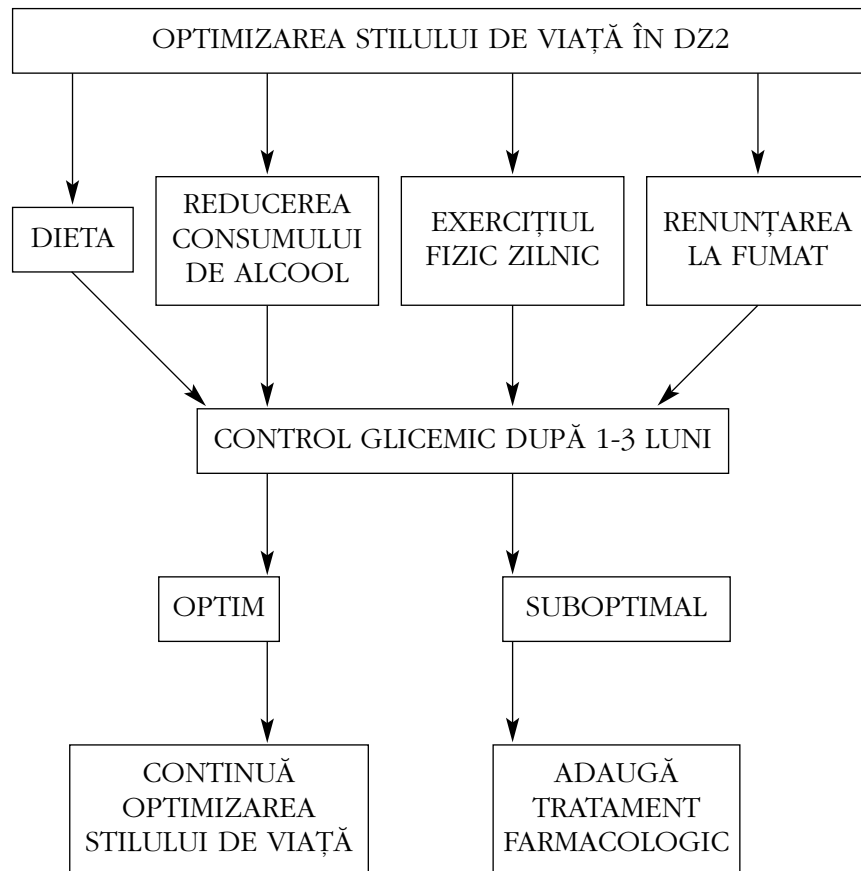 OPTIMIZAREA STILULUI DE VIAȚĂ ÎN DZ2
DIETA
REDUCEREA
CONSUMULUI
DE ALCOOL
EXERCIȚIUL
FIZIC ZILNIC
RENUNȚAREA
LA FUMAT
CONTROL GLICEMIC DUPĂ 1-3 LUNI
OPTIM
SUBOPTIMAL
CONTINUĂ
OPTIMIZAREA
STILULUI DE VIAȚĂ
ADAUGĂ
TRATAMENT
FARMACOLOGIC